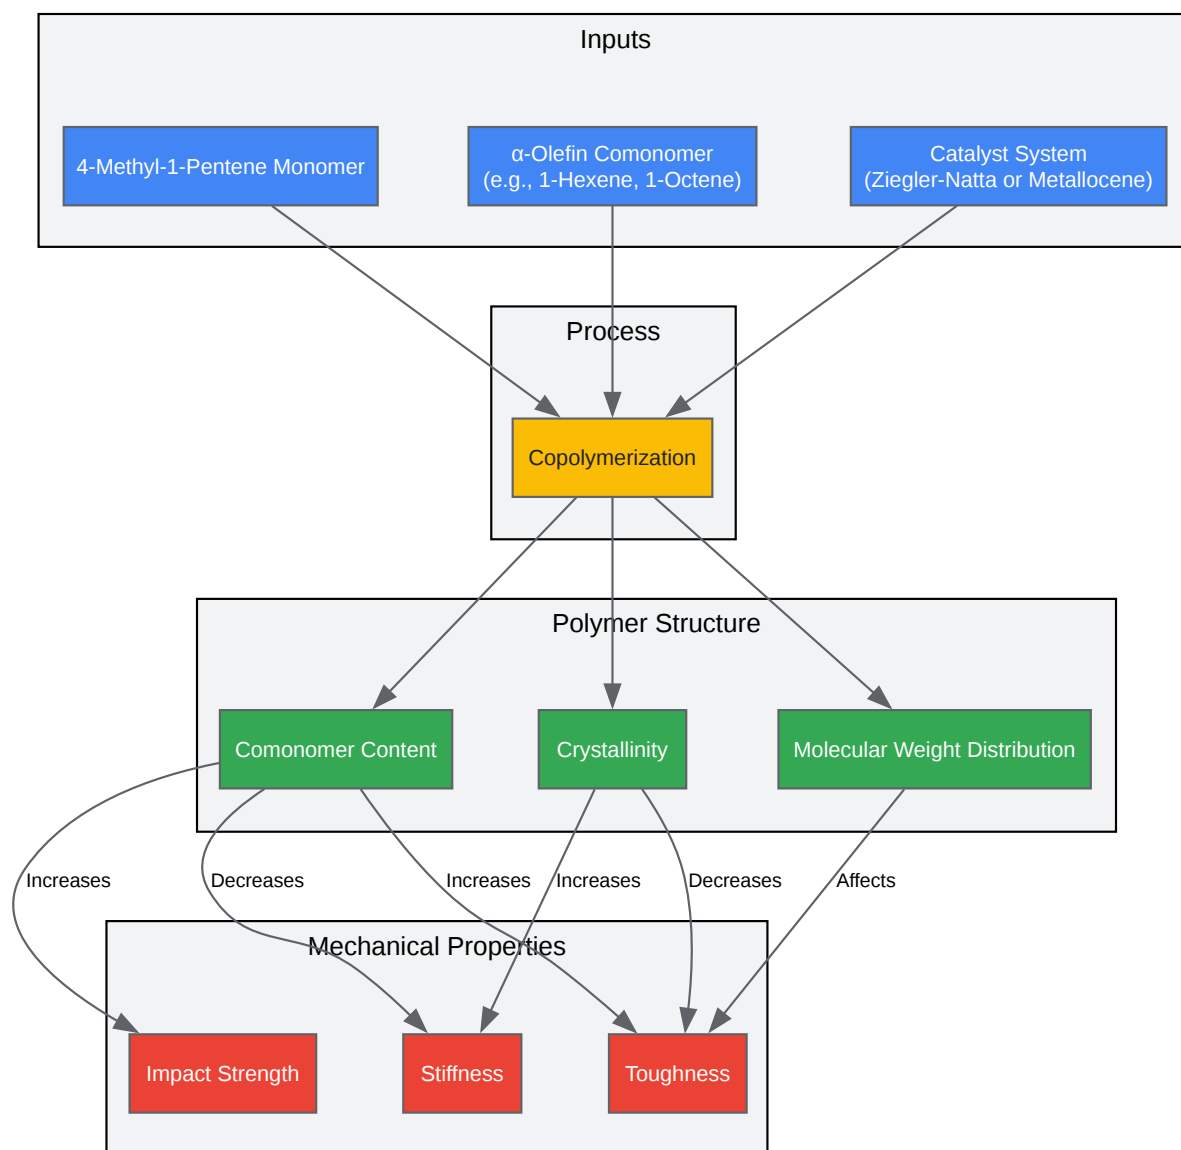 Inputs
4-Methyl-1-Pentene Monomer
α-Olefin Comonomer
(e.g., 1-Hexene, 1-Octene)
Catalyst System
(Ziegler-Natta or Metallocene)
Process
Copolymerization
Polymer Structure
Comonomer Content
Crystallinity
Molecular Weight Distribution
Increases
Decreases
Increases
Increases
Decreases
Affects
Mechanical Properties
Impact Strength
Stiffness
Toughness